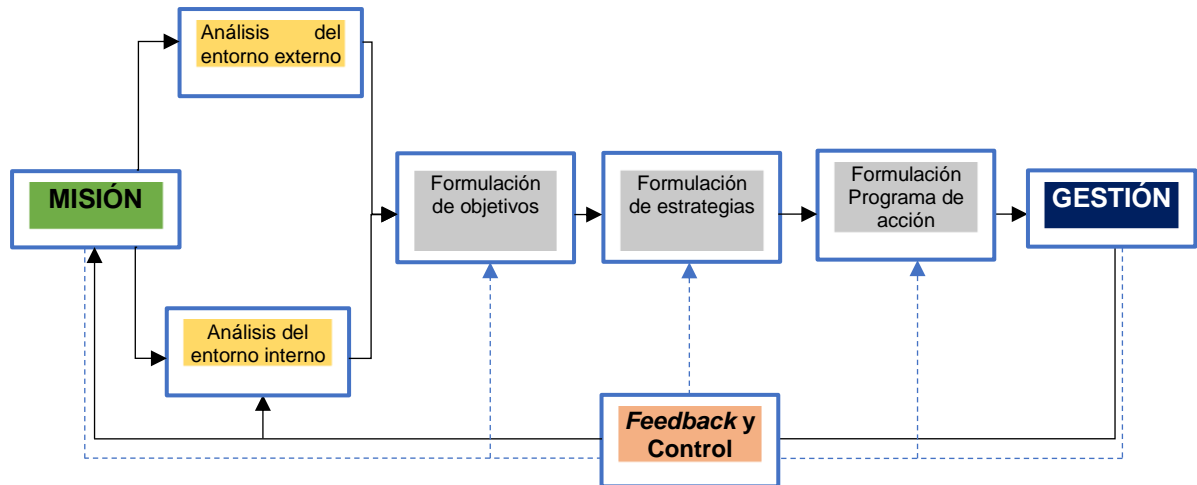 Análisis del
entorno externo
MISIÓN
Formulación
de objetivos
Formulación
de estrategias
Formulación
Programa de
acción
GESTIÓN
Análisis del
entorno interno
Feedback y
Control